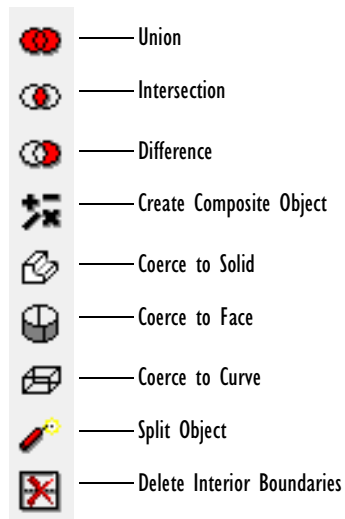 Union
Intersection
Difference
Create Composite Object
Coerce to Solid
Coerce to Face
Coerce to Curve
Split Object
Delete Interior Boundaries